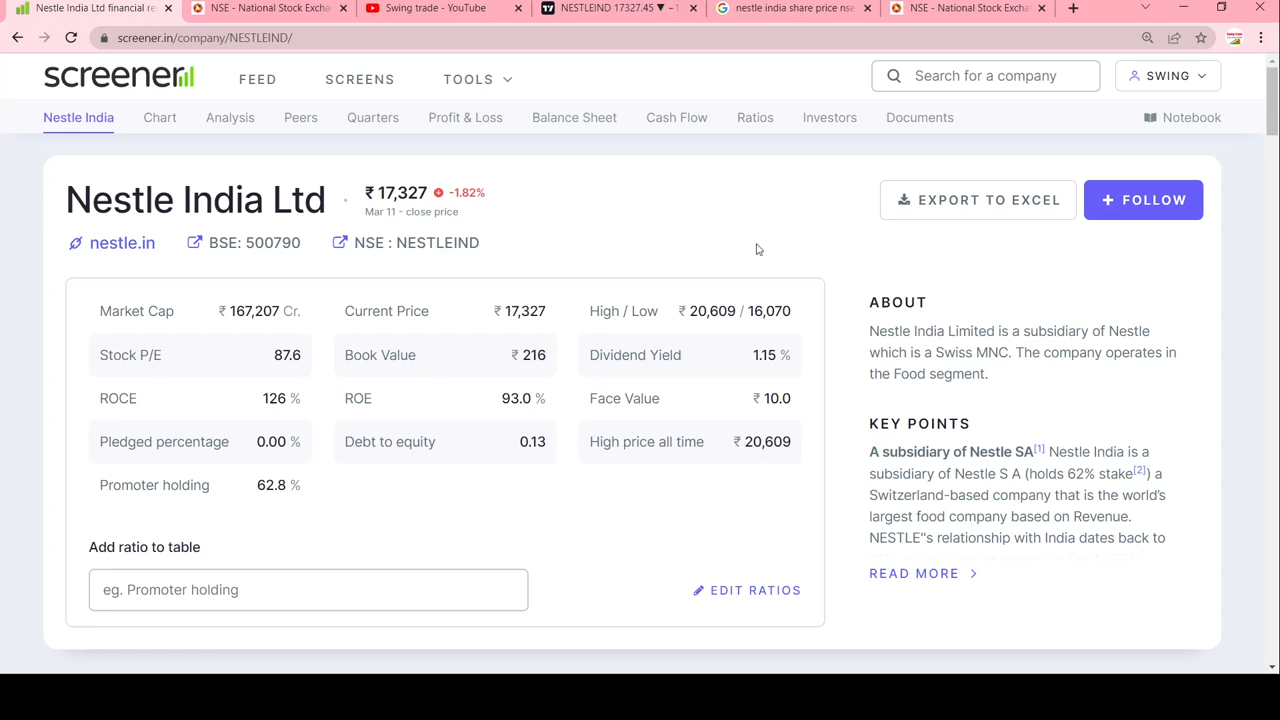 Nestle India Ltd financial re
NSE - National Stock Exchan
Swing trade - YouTube
NESTLEIND 17327.45 ▼ −1.
nestle india share price nse
NSE - National Stock Exchan
screener.in/company/NESTLEIND/
screener
FEED
SCREENS
TOOLS
Search for a company
SWING
Nestle India
Chart
Analysis
Peers
Quarters
Profit & Loss
Balance Sheet
Cash Flow
Ratios
Investors
Documents
Notebook
Nestle India Ltd
₹ 17,327 -1.82%
Mar 11 - close price
EXPORT TO EXCEL
+ FOLLOW
nestle.in
BSE: 500790
NSE : NESTLEIND
Market Cap ₹ 167,207 Cr.
Current Price ₹ 17,327
High / Low ₹ 20,609 / 16,070
Stock P/E 87.6
Book Value ₹ 216
Dividend Yield 1.15 %
ROCE 126 %
ROE 93.0 %
Face Value ₹ 10.0
Pledged percentage 0.00 %
Debt to equity 0.13
High price all time ₹ 20,609
Promoter holding 62.8 %
Add ratio to table
eg. Promoter holding
EDIT RATIOS
ABOUT
Nestle India Limited is a subsidiary of Nestle
which is a Swiss MNC. The company operates in
the Food segment.
KEY POINTS
A subsidiary of Nestle SA[1] Nestle India is a
subsidiary of Nestle S A (holds 62% stake[2]) a
Switzerland-based company that is the world's
largest food company based on Revenue.
NESTLE"s relationship with India dates back to
READ MORE